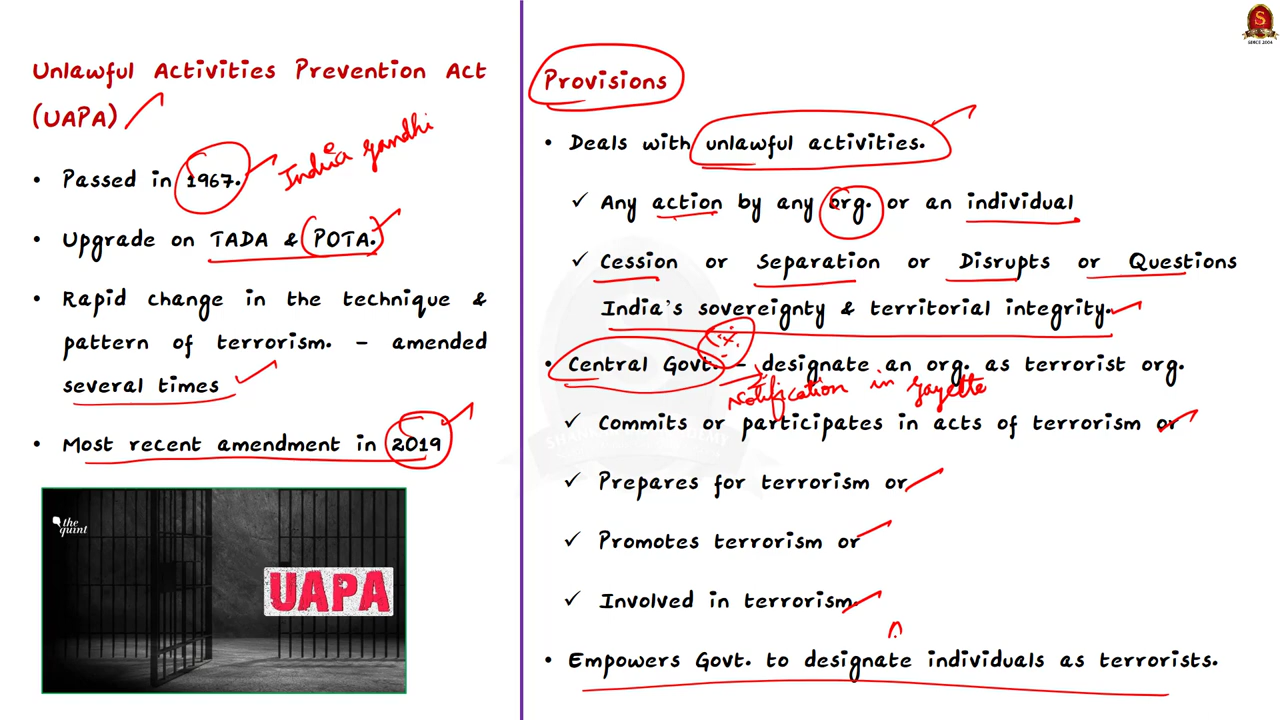 Unlawful Activities Prevention Act
(UAPA)
• Passed in 1967.
Indira Gandhi
• Upgrade on TADA & POTA.
• Rapid change in the technique &
pattern of terrorism. – amended
several times
• Most recent amendment in 2019
the
quint
UAPA
S
SINCE 2004
Provisions
• Deals with unlawful activities.
✓ Any action by any org. or an individual
✓ Cession or Separation or Disrupts or Questions
India's sovereignty & territorial integrity.
• Central Govt. – designate an org. as terrorist org.
Notification in gazette
✓ Commits or participates in acts of terrorism or
✓ Prepares for terrorism or
✓ Promotes terrorism or
✓ Involved in terrorism.
• Empowers Govt. to designate individuals as terrorists.